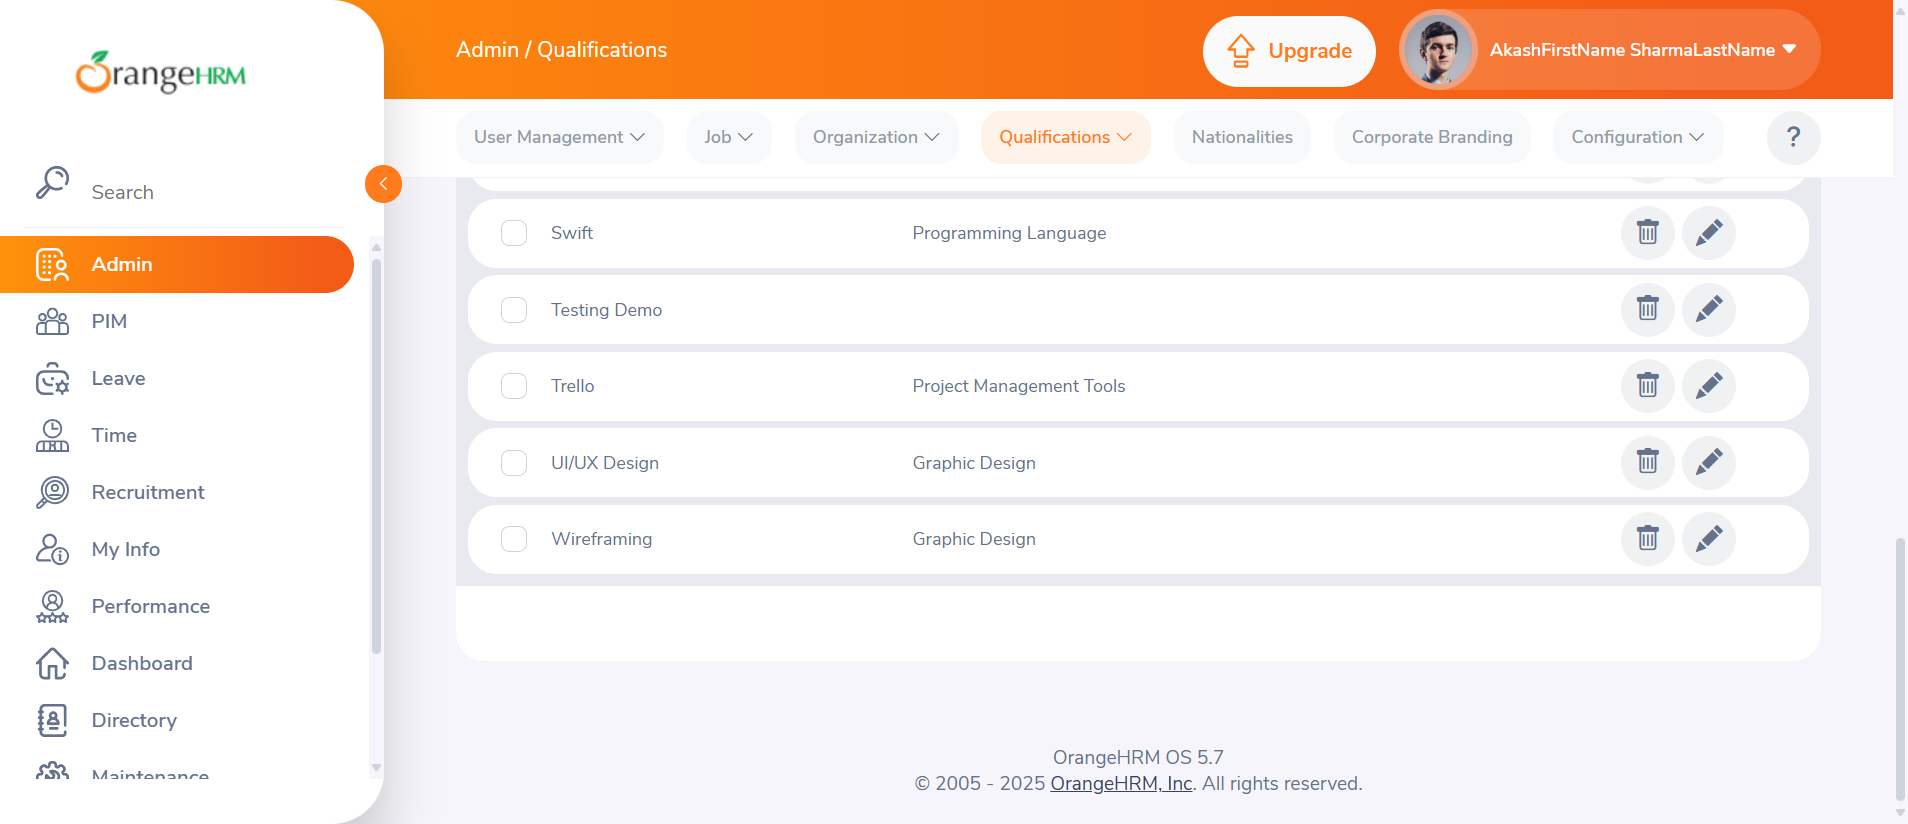 OrangeHRM
Admin / Qualifications
Upgrade
AkashFirstName SharmaLastName
User Management
Job
Organization
Qualifications
Nationalities
Corporate Branding
Configuration
?
Search
Admin
PIM
Leave
Time
Recruitment
My Info
Performance
Dashboard
Directory
Maintenance
Swift Programming Language
Testing Demo
Trello Project Management Tools
UI/UX Design Graphic Design
Wireframing Graphic Design
OrangeHRM OS 5.7
© 2005 - 2025 OrangeHRM, Inc. All rights reserved.